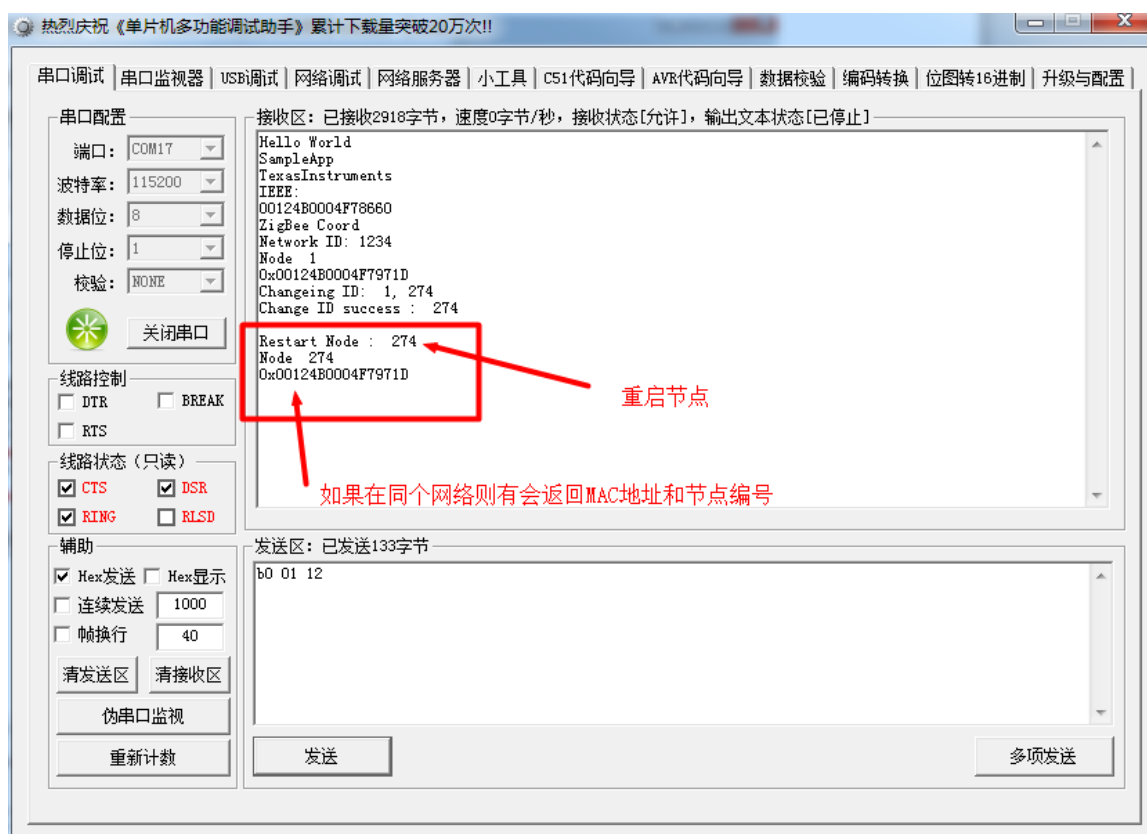 热烈庆祝《单片机多功能调试助手》累计下载量突破20万次!!
串口调试 串口监视器 USB调试 网络调试 网络服务器 小工具 C51代码向导 AVR代码向导 数据校验 编码转换 位图转16进制 升级与配置
串口配置
端口: COM17
波特率: 115200
数据位: 8
停止位: 1
校验: NONE
关闭串口
线路控制
DTR BREAK
RTS
线路状态（只读）
CTS DSR
RING RLSD
辅助
Hex发送 Hex显示
连续发送 1000
帧换行 40
清发送区 清接收区
伪串口监视
重新计数
接收区: 已接收2918字节，速度0字节/秒，接收状态[允许]，输出文本状态[已停止]
Hello World
SampleApp
TexasInstruments
IEEE:
00124B0004F78660
ZigBee Coord
Network ID: 1234
Node 1
0x00124B0004F7971D
Changeing ID: 1, 274
Change ID success : 274
Restart Node : 274
Node 274
0x00124B0004F7971D
重启节点
如果在同个网络则有会返回MAC地址和节点编号
发送区: 已发送133字节
b0 01 12
发送
多项发送